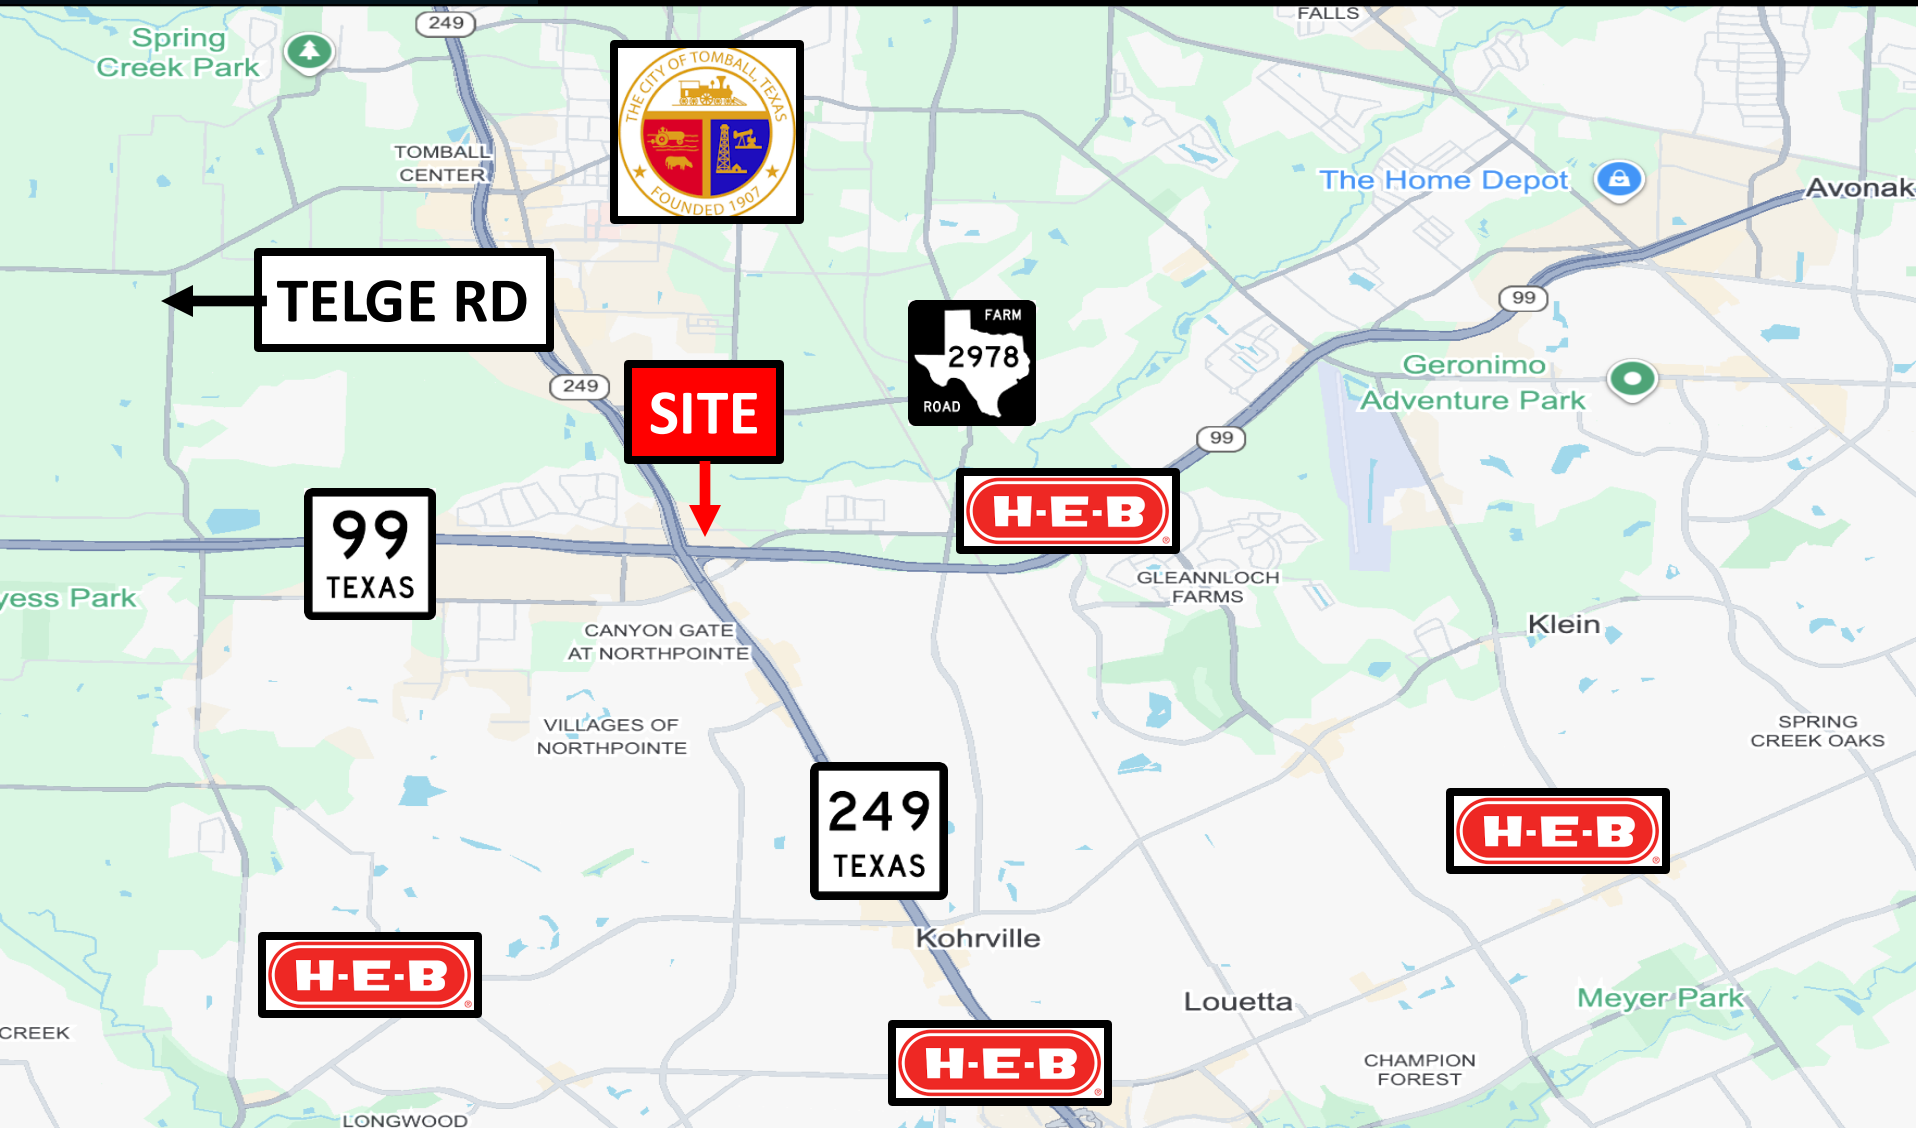 249
FALLS
Spring
Creek Park
THE CITY OF TOMBALL, TEXAS
FOUNDED 1907
TOMBALL
CENTER
The Home Depot
Avonak
TELGE RD
99
FARM
2978
ROAD
249
SITE
Geronimo
Adventure Park
99
H-E-B
99
TEXAS
GLEANNLOCH
FARMS
yess Park
CANYON GATE
AT NORTHPOINTE
Klein
VILLAGES OF
NORTHPOINTE
SPRING
CREEK OAKS
249
TEXAS
H-E-B
Kohrville
H-E-B
Louetta
Meyer Park
CREEK
H-E-B
CHAMPION
FOREST
LONGWOOD